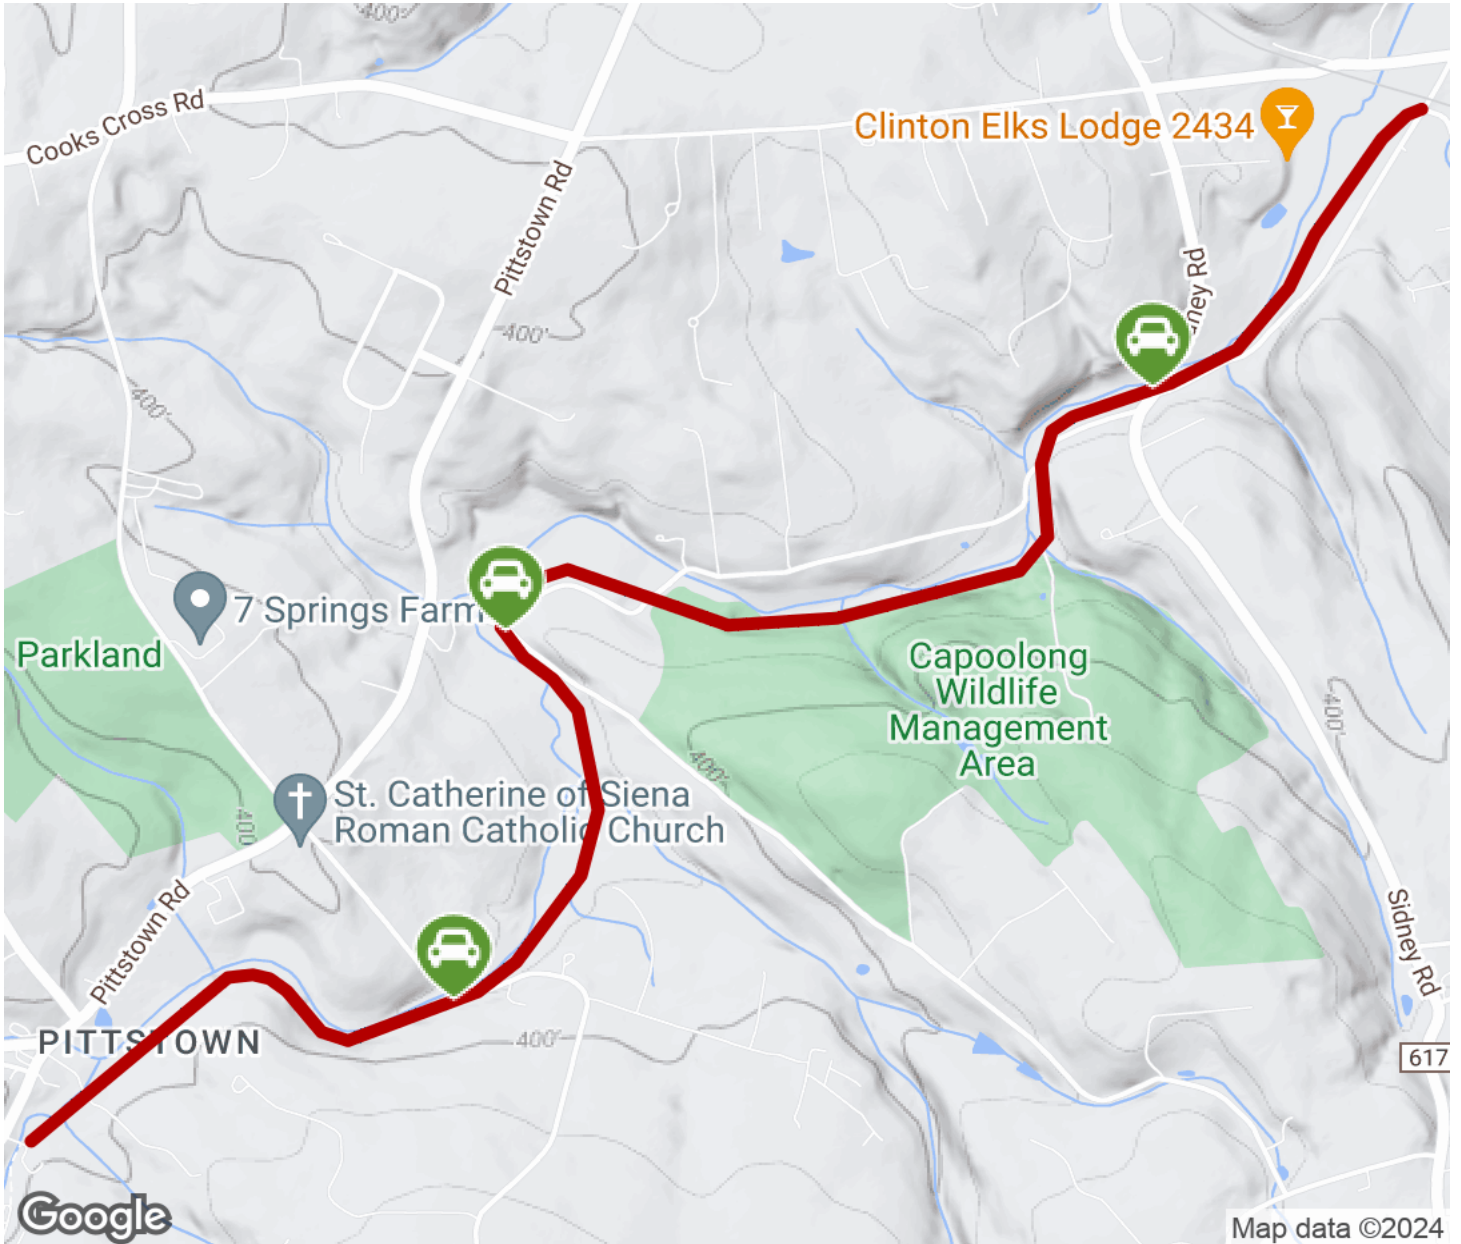 400'
Cooks Cross Rd
Clinton Elks Lodge 2434
Pittstown Rd
400'
400'
7 Springs Farm
Parkland
Capoolong
Wildlife
Management
Area
400'
400'
St. Catherine of Siena
Roman Catholic Church
400'
Pittstown Rd
Sidney Rd
PITTSTOWN
400'
617
Google
Map data ©2024